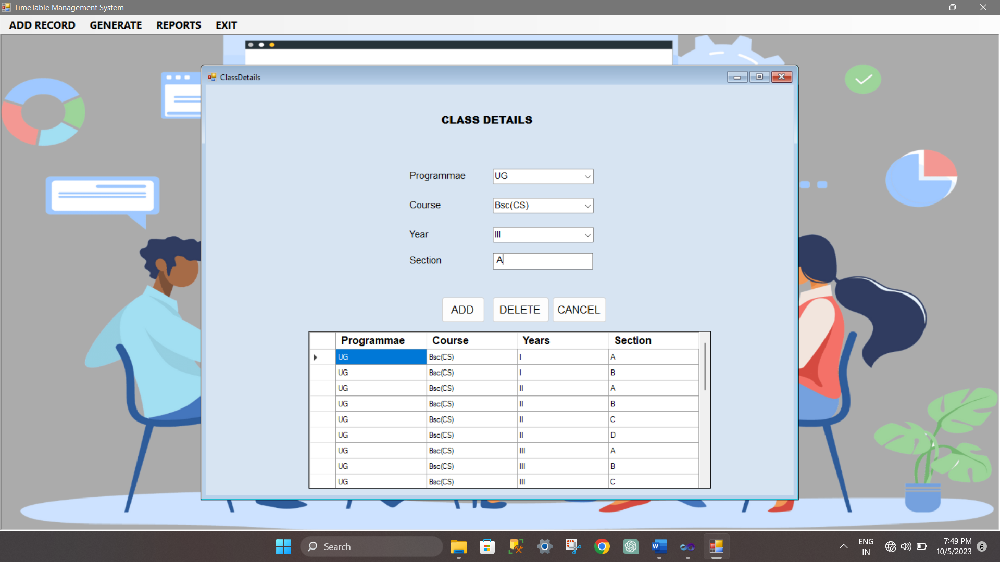 TimeTable Management System
ADD RECORD GENERATE REPORTS EXIT
ClassDetails
CLASS DETAILS
Programmae UG
Course Bsc(CS)
Year III
Section A
ADD DELETE CANCEL
Programmae Course Years Section
UG Bsc(CS) I A
UG Bsc(CS) I B
UG Bsc(CS) II A
UG Bsc(CS) II B
UG Bsc(CS) II C
UG Bsc(CS) II D
UG Bsc(CS) III A
UG Bsc(CS) III B
UG Bsc(CS) III C
Search
W
ENG
IN
7:49 PM
10/5/2023
6